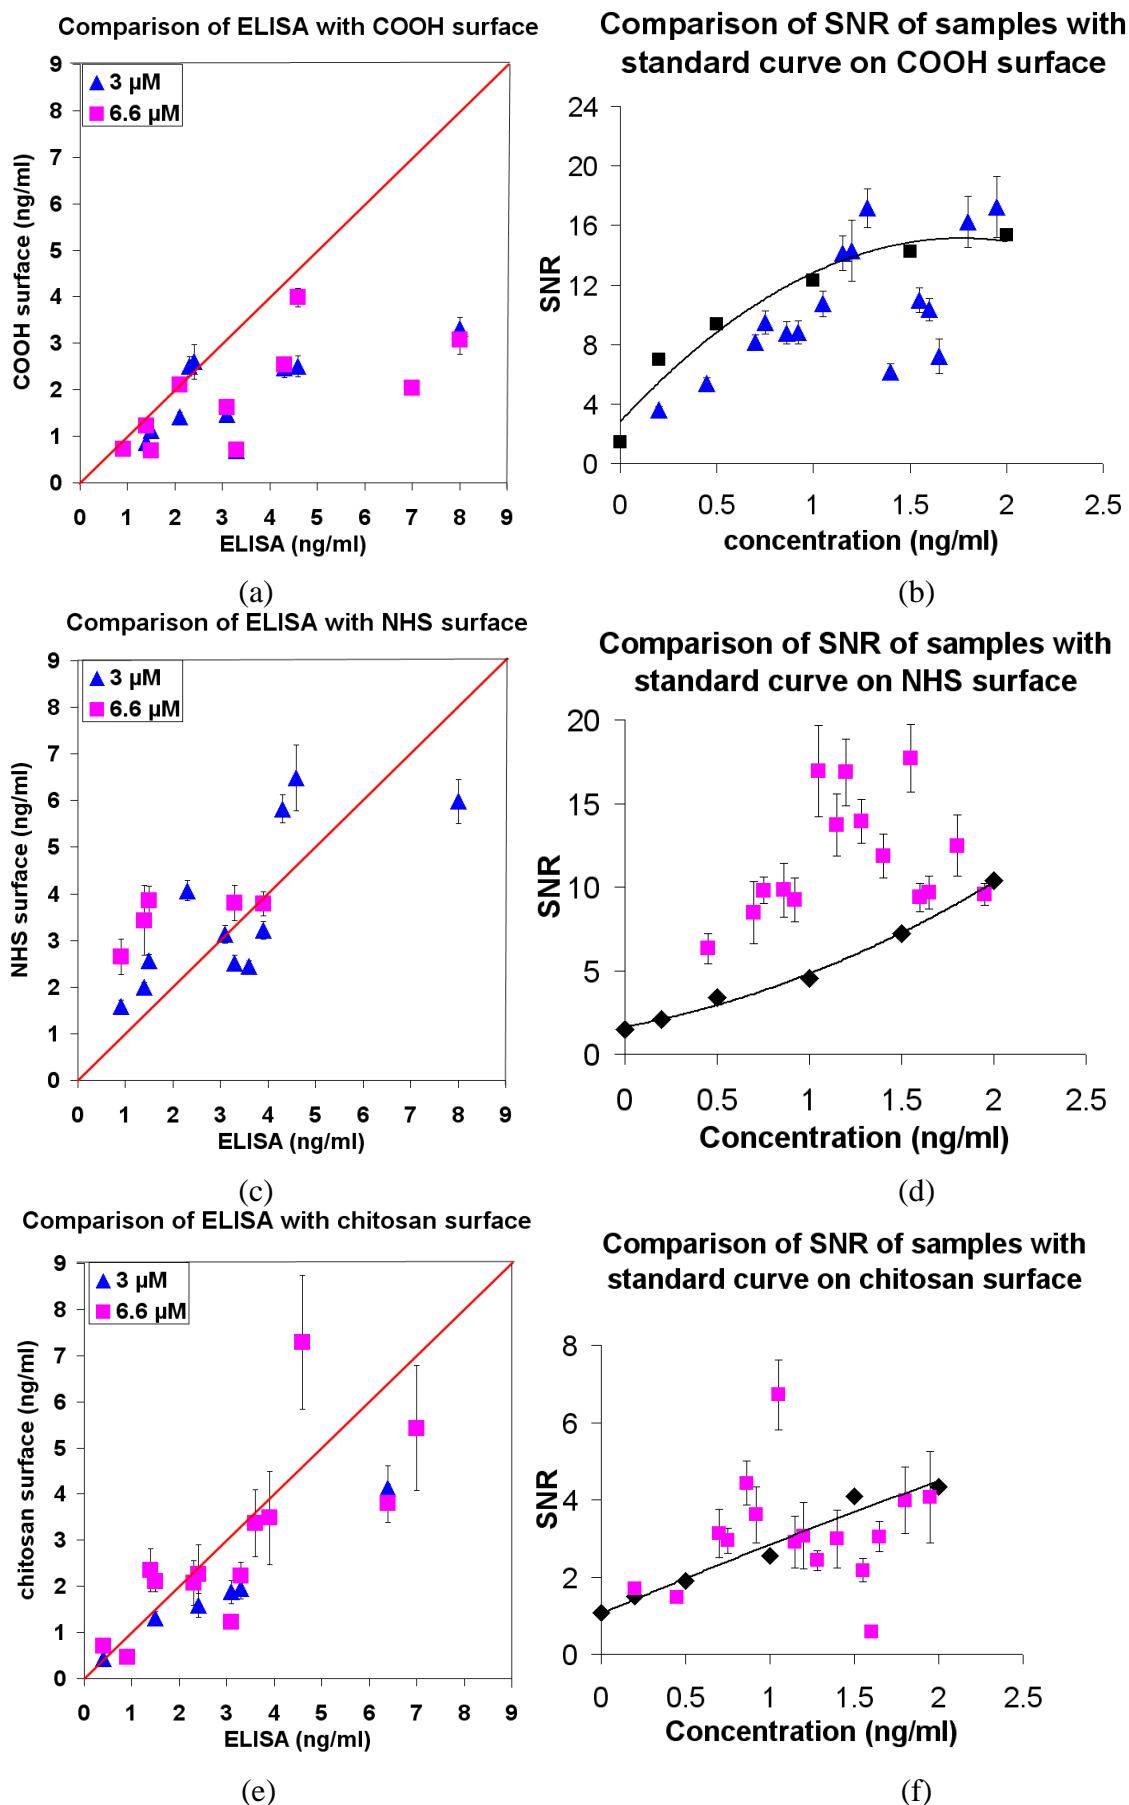 Comparison of ELISA with COOH surface
9
8
7
6
5
4
3
2
1
0
COOH surface (ng/ml)
3 µM
6.6 µM
0 1 2 3 4 5 6 7 8 9
ELISA (ng/ml)
(a)
Comparison of SNR of samples with
standard curve on COOH surface
24
20
16
12
8
4
0
SNR
0 0.5 1 1.5 2 2.5
concentration (ng/ml)
(b)
Comparison of ELISA with NHS surface
9
8
7
6
5
4
3
2
1
0
NHS surface (ng/ml)
3 µM
6.6 µM
0 1 2 3 4 5 6 7 8 9
ELISA (ng/ml)
(c)
Comparison of SNR of samples with
standard curve on NHS surface
20
15
10
5
0
SNR
0 0.5 1 1.5 2 2.5
Concentration (ng/ml)
(d)
Comparison of ELISA with chitosan surface
9
8
7
6
5
4
3
2
1
0
chitosan surface (ng/ml)
3 µM
6.6 µM
0 1 2 3 4 5 6 7 8 9
ELISA (ng/ml)
(e)
Comparison of SNR of samples with
standard curve on chitosan surface
8
6
4
2
0
SNR
0 0.5 1 1.5 2 2.5
Concentration (ng/ml)
(f)